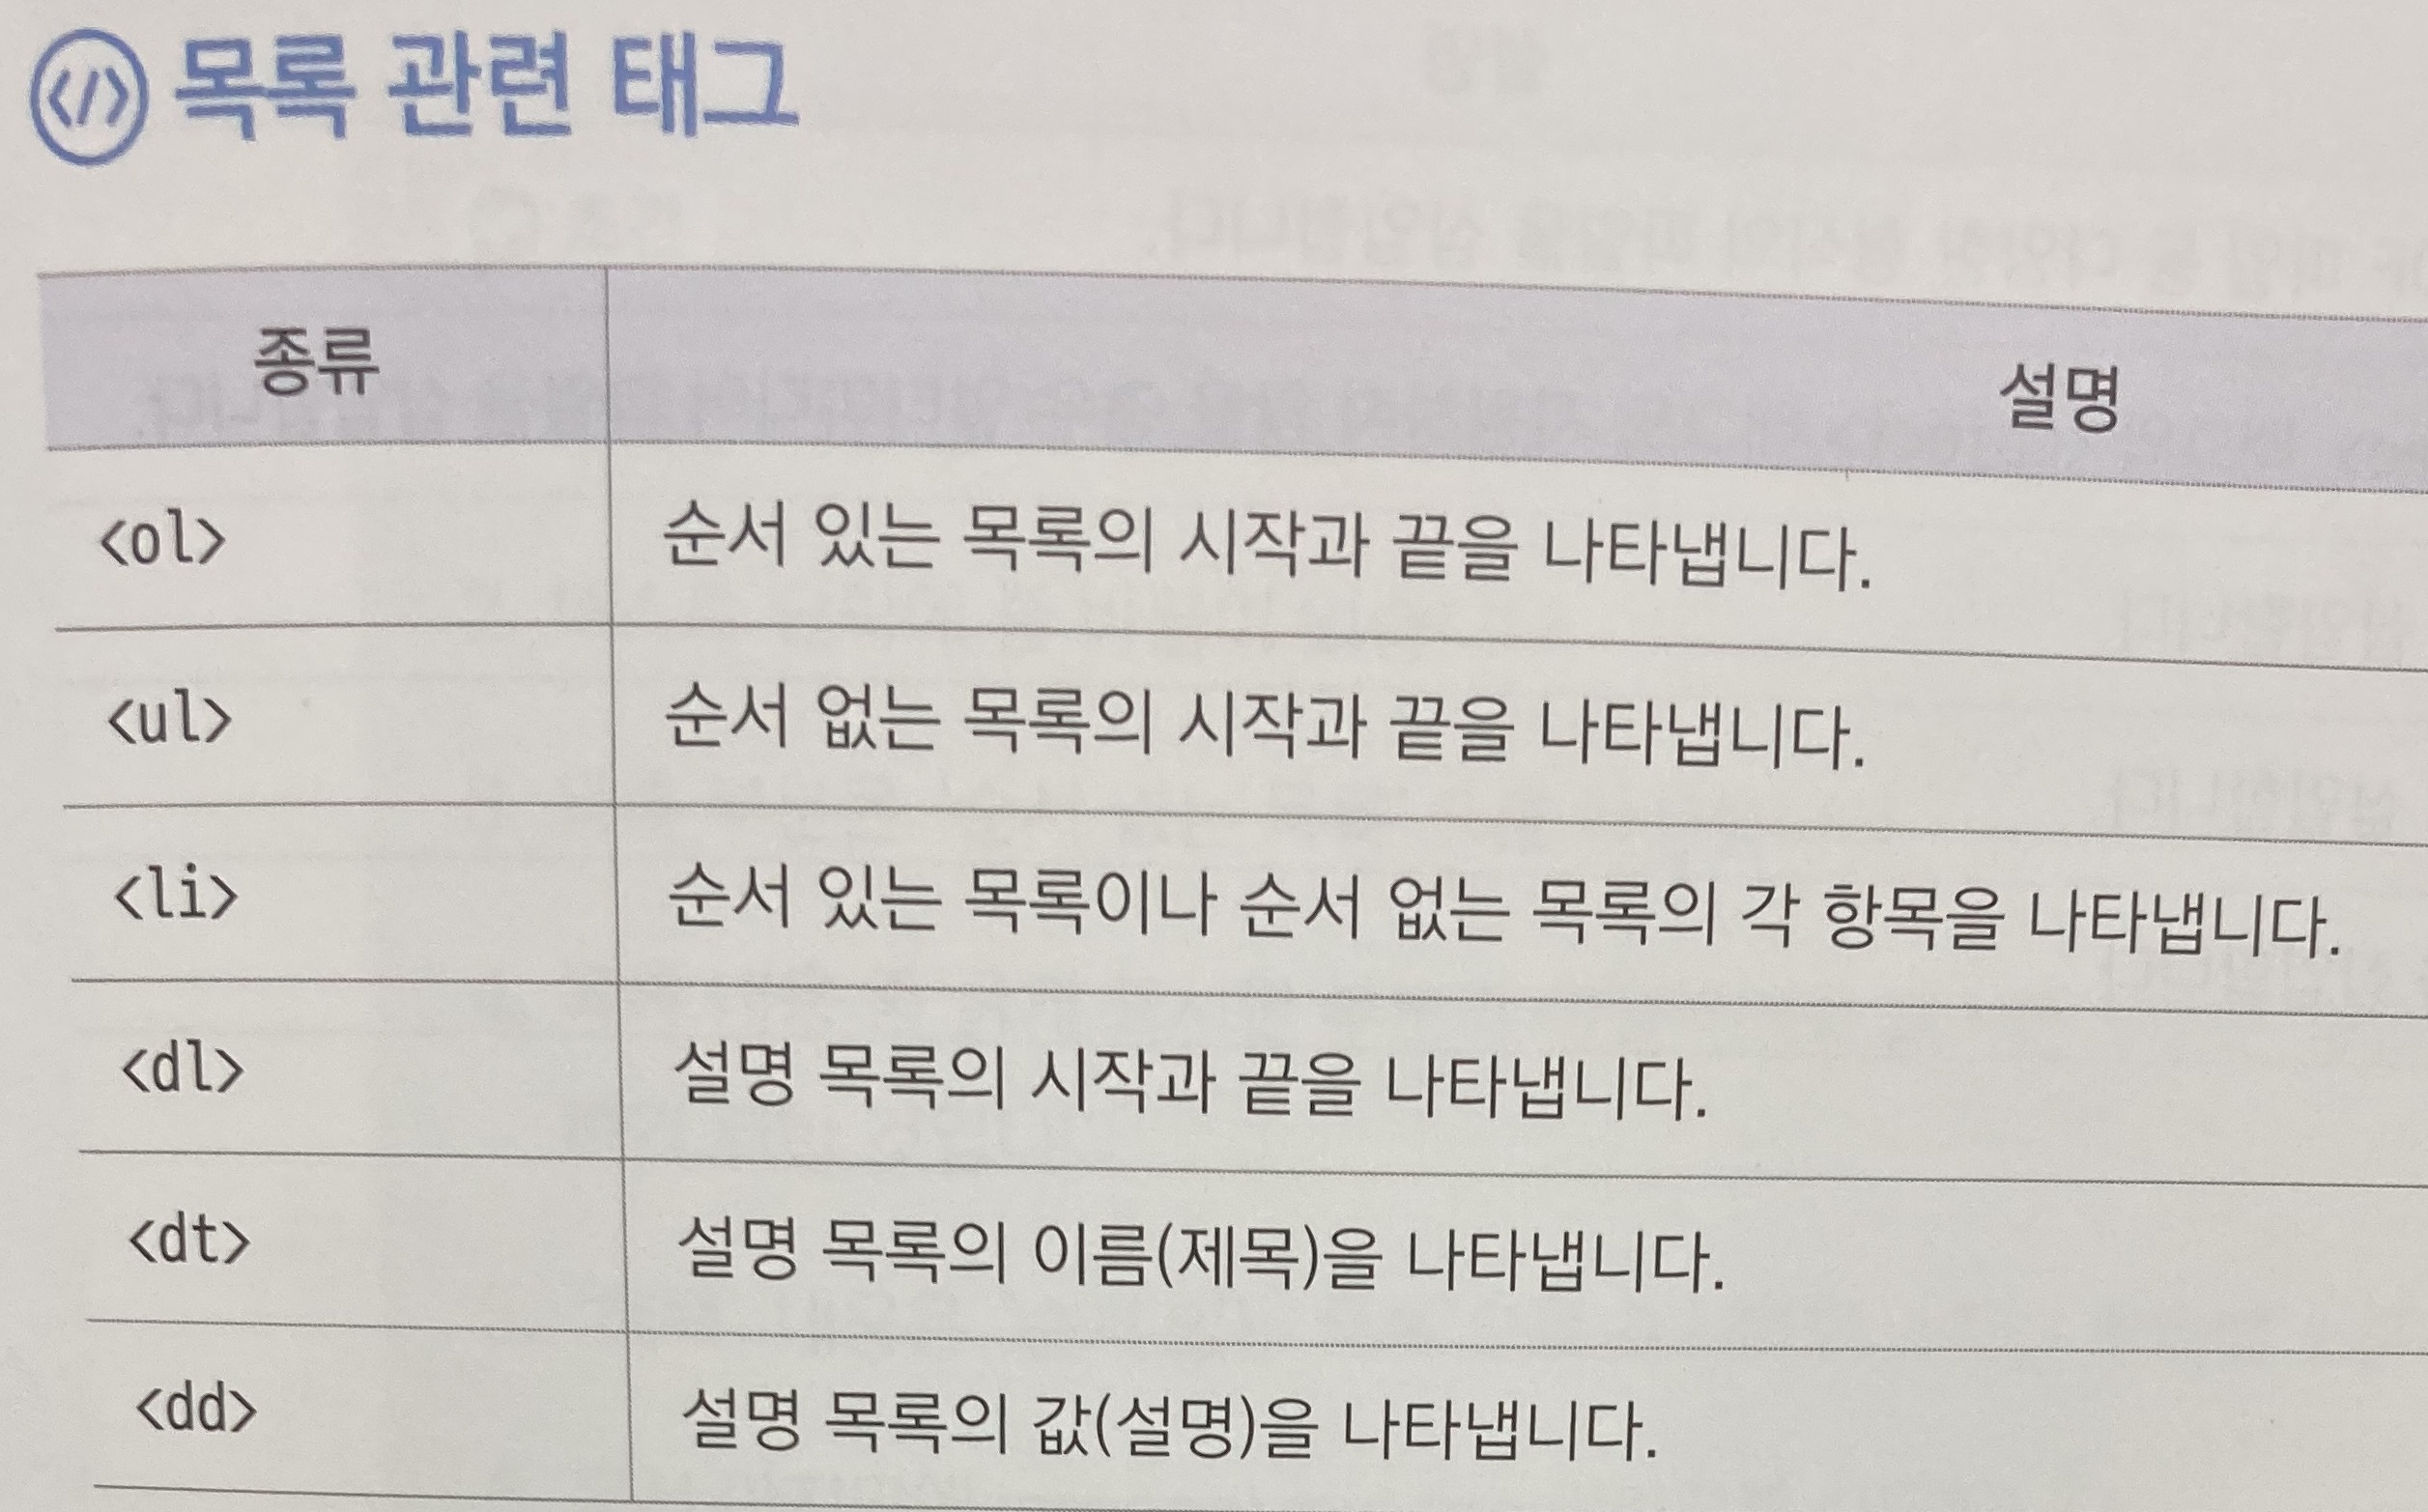 </> 목록 관련 태그
종류 설명
<ol> 순서 있는 목록의 시작과 끝을 나타냅니다.
<ul> 순서 없는 목록의 시작과 끝을 나타냅니다.
<li> 순서 있는 목록이나 순서 없는 목록의 각 항목을 나타냅니다.
<dl> 설명 목록의 시작과 끝을 나타냅니다.
<dt> 설명 목록의 이름(제목)을 나타냅니다.
<dd> 설명 목록의 값(설명)을 나타냅니다.